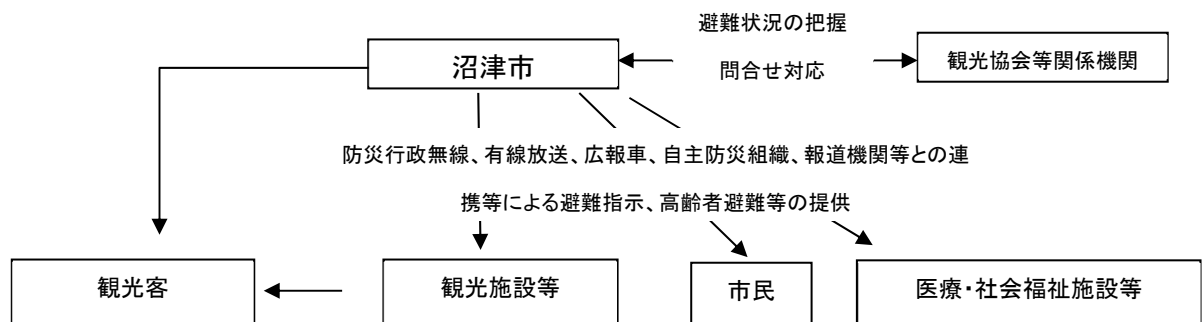 避難状況の把握
沼津市
問合せ対応
観光協会等関係機関
防災行政無線、有線放送、広報車、自主防災組織、報道機関等との連
携等による避難指示、高齢者避難等の提供
観光客
観光施設等
市民
医療・社会福祉施設等